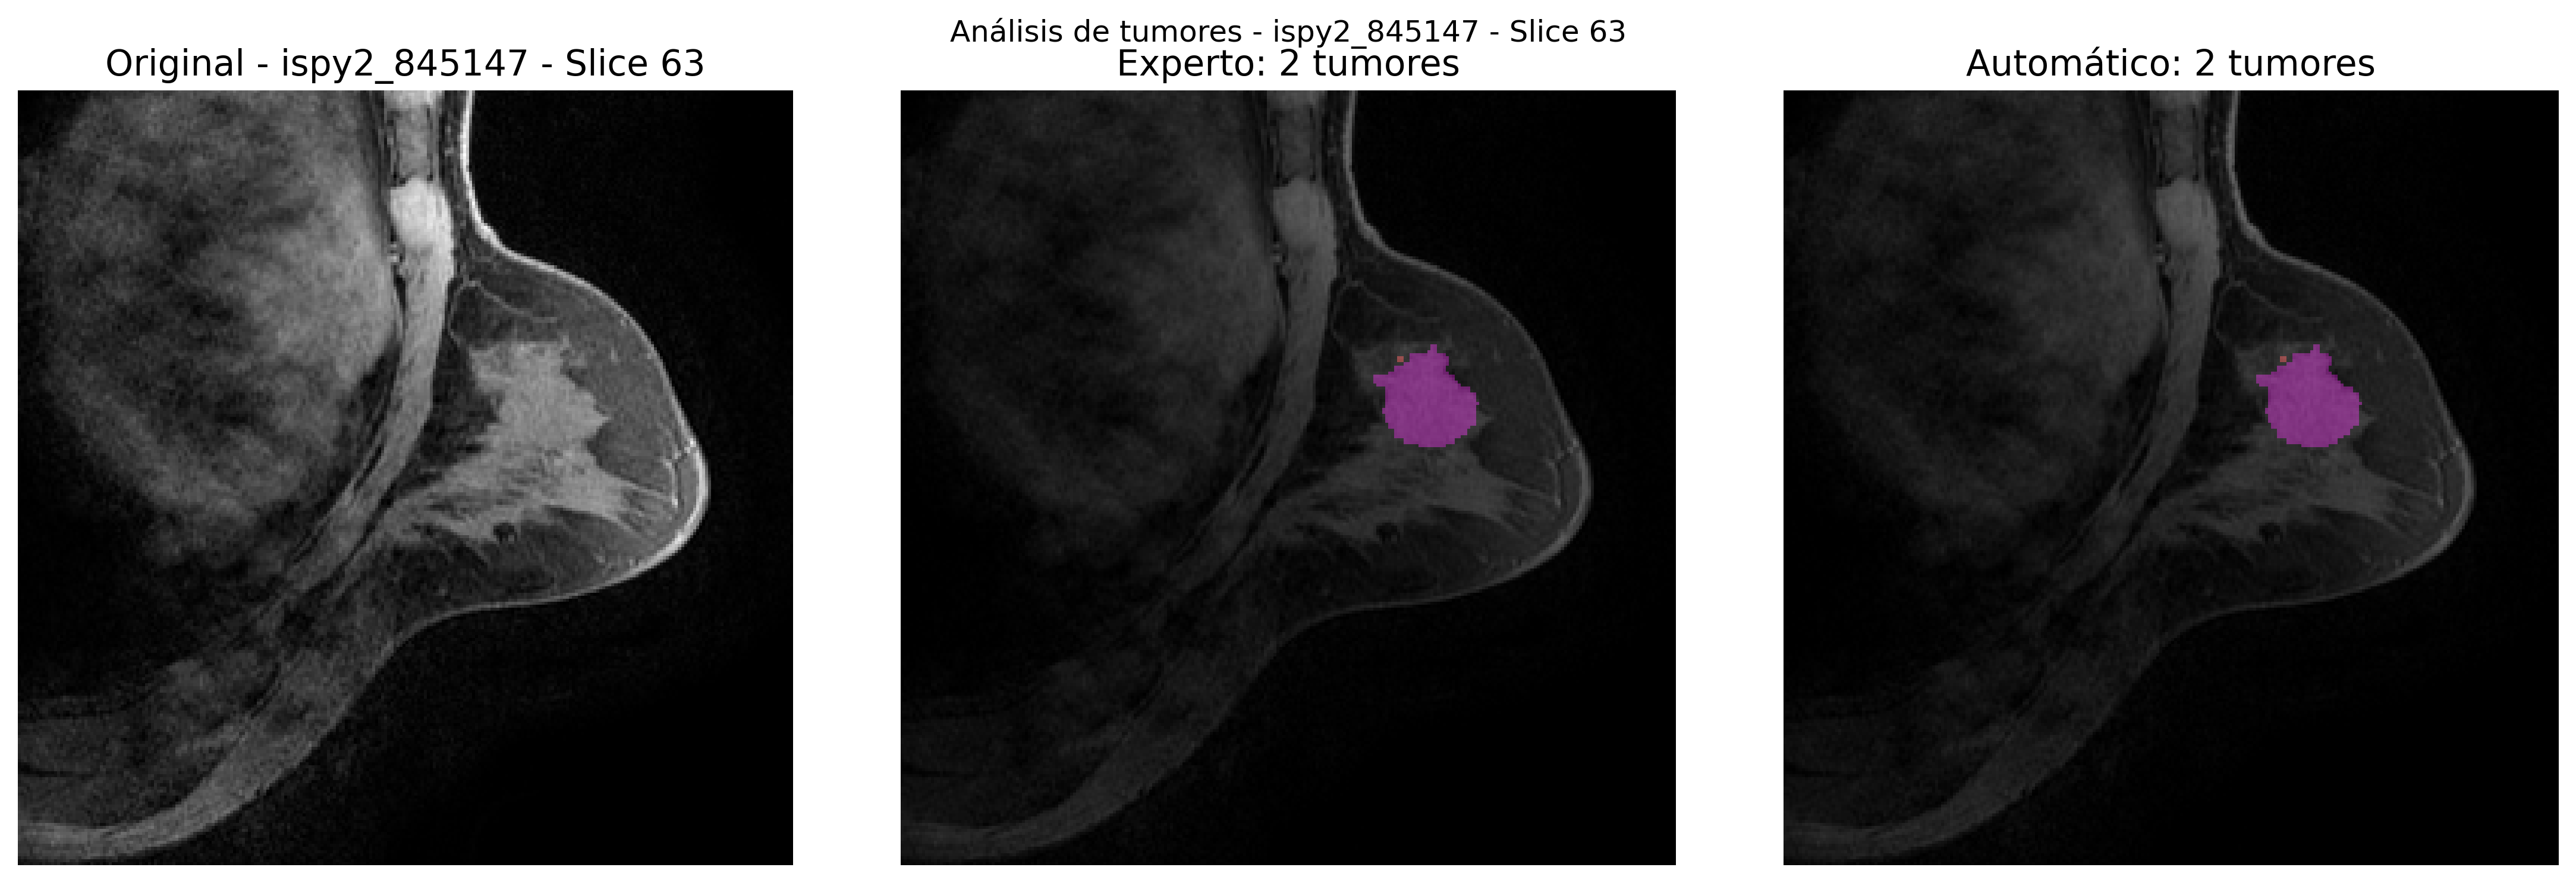 Análisis de tumores - ispy2_845147 - Slice 63
Original - ispy2_845147 - Slice 63
Experto: 2 tumores
Automático: 2 tumores